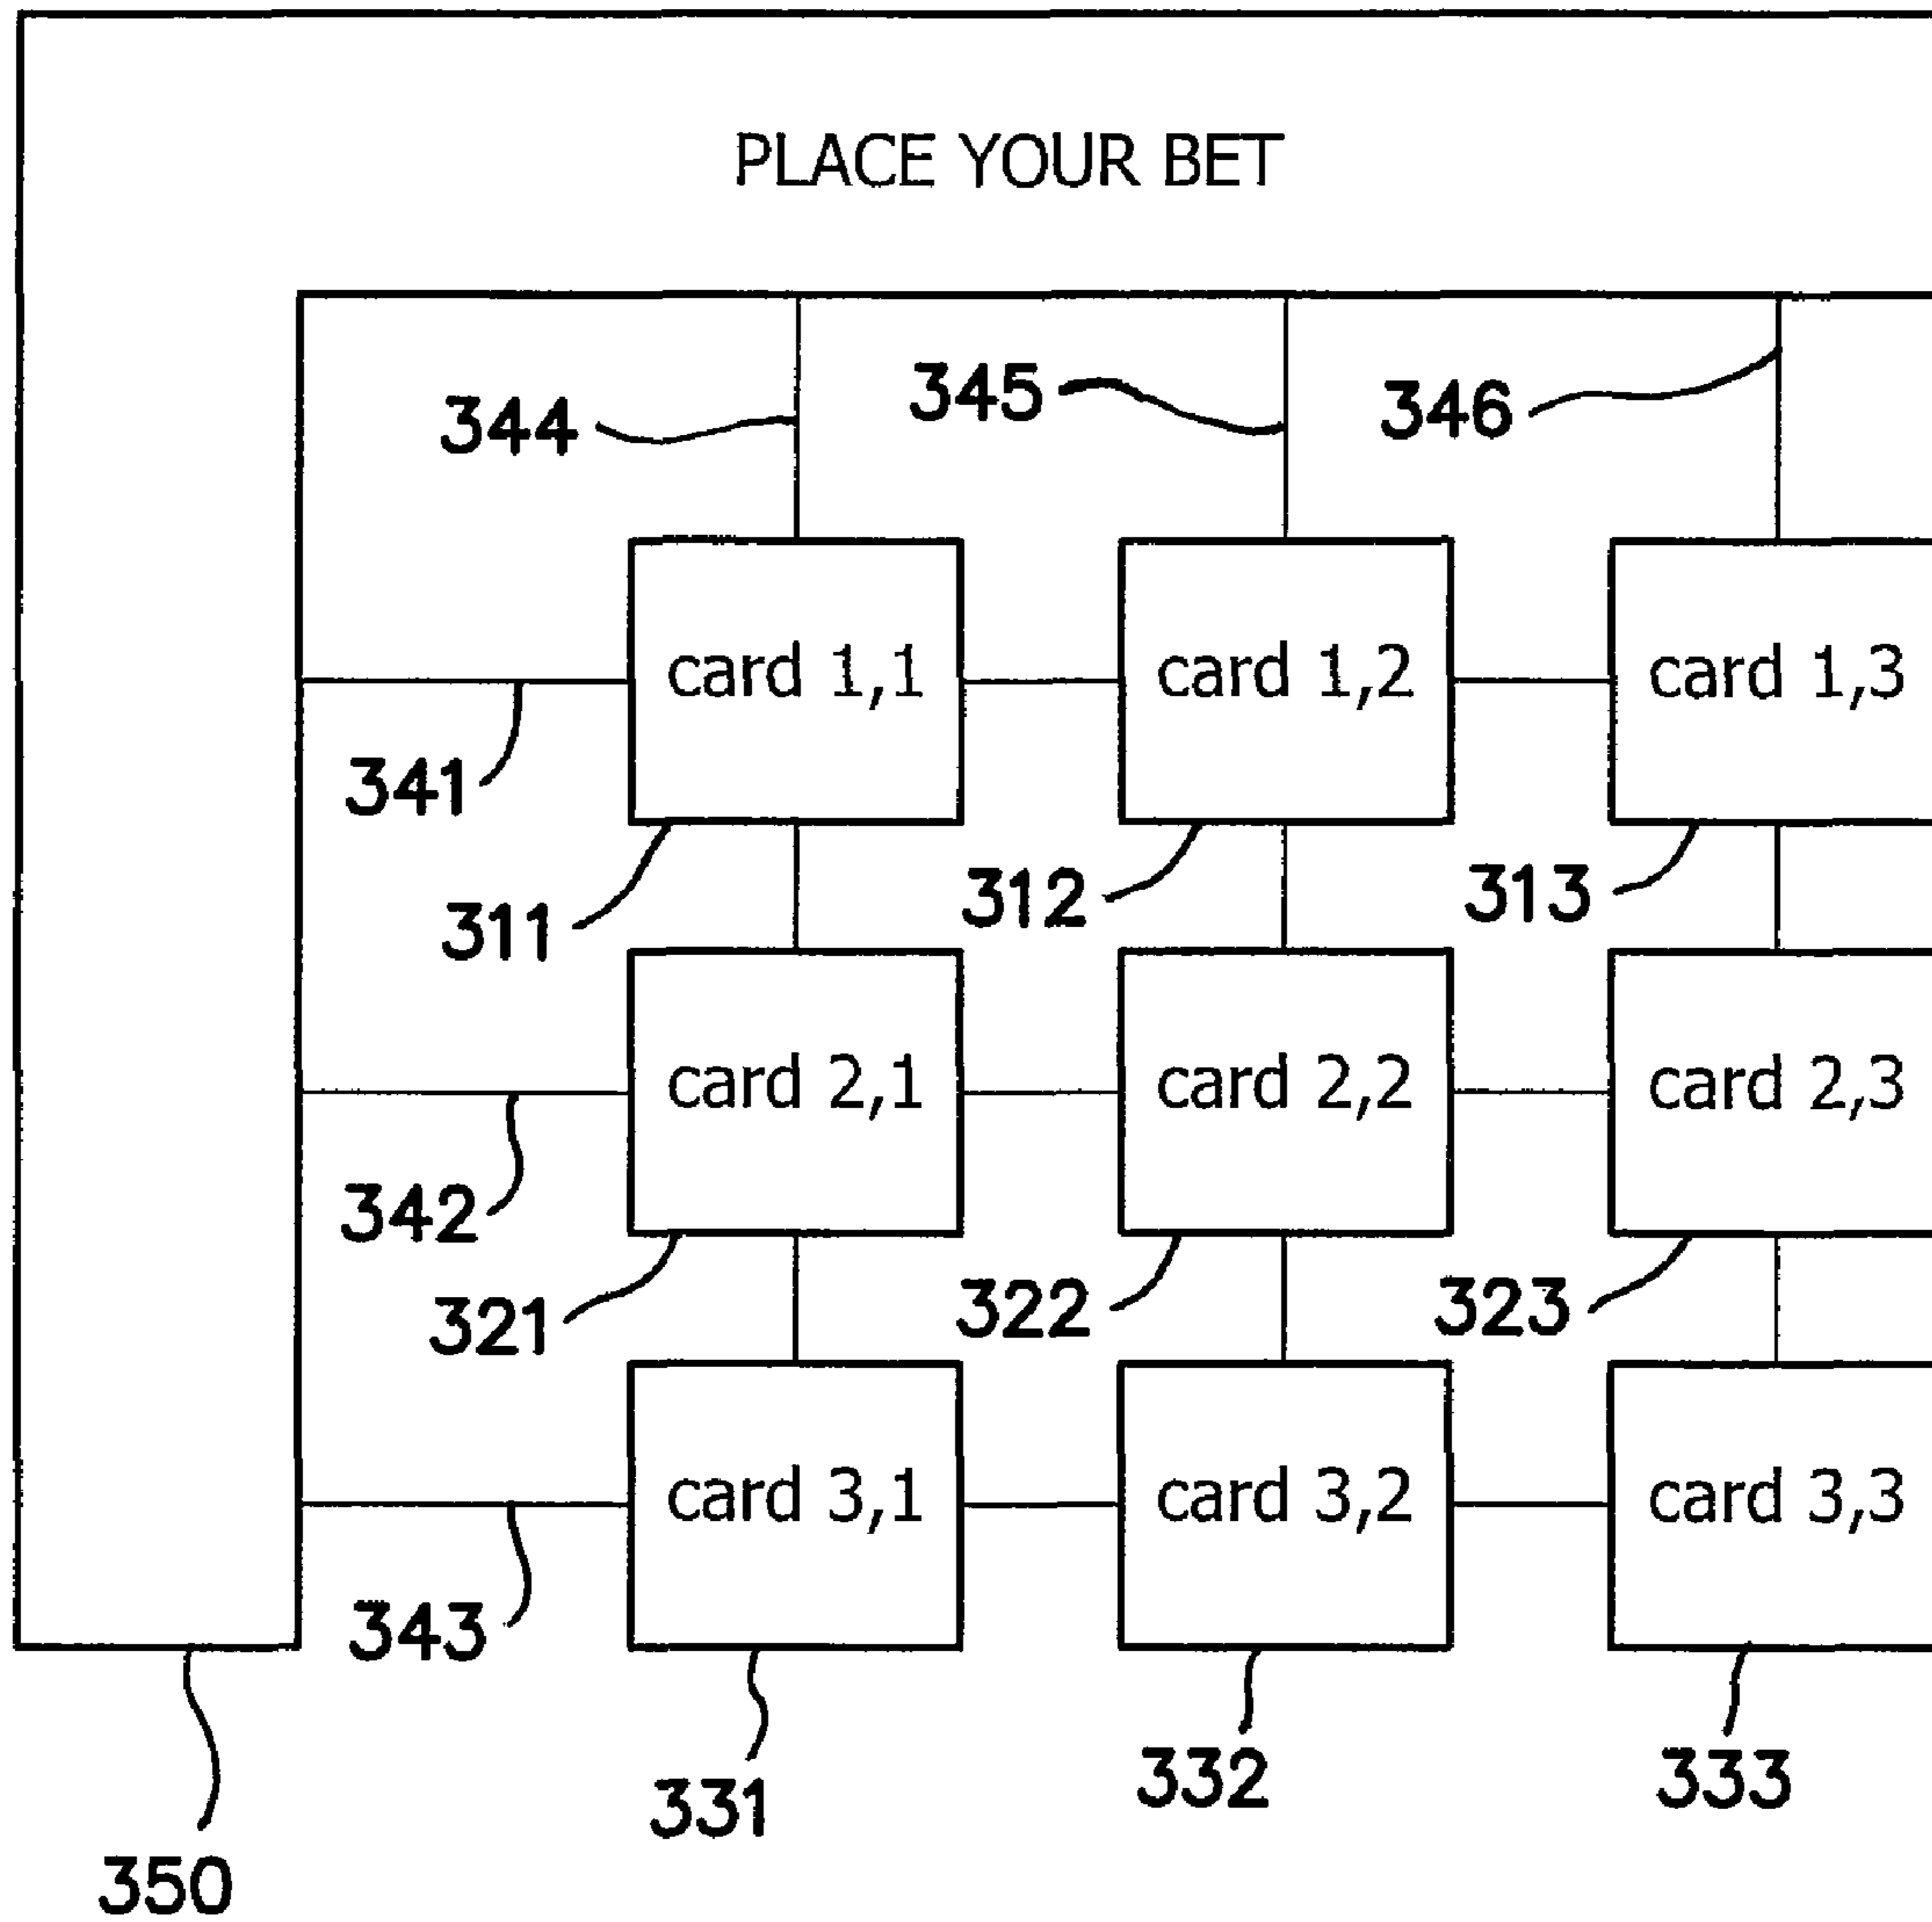 PLACE YOUR BET
344
345
346
card 1,1
card 1,2
card 1,3
341
311
312
313
card 2,1
card 2,2
card 2,3
342
321
322
323
card 3,1
card 3,2
card 3,3
343
331
332
333
350